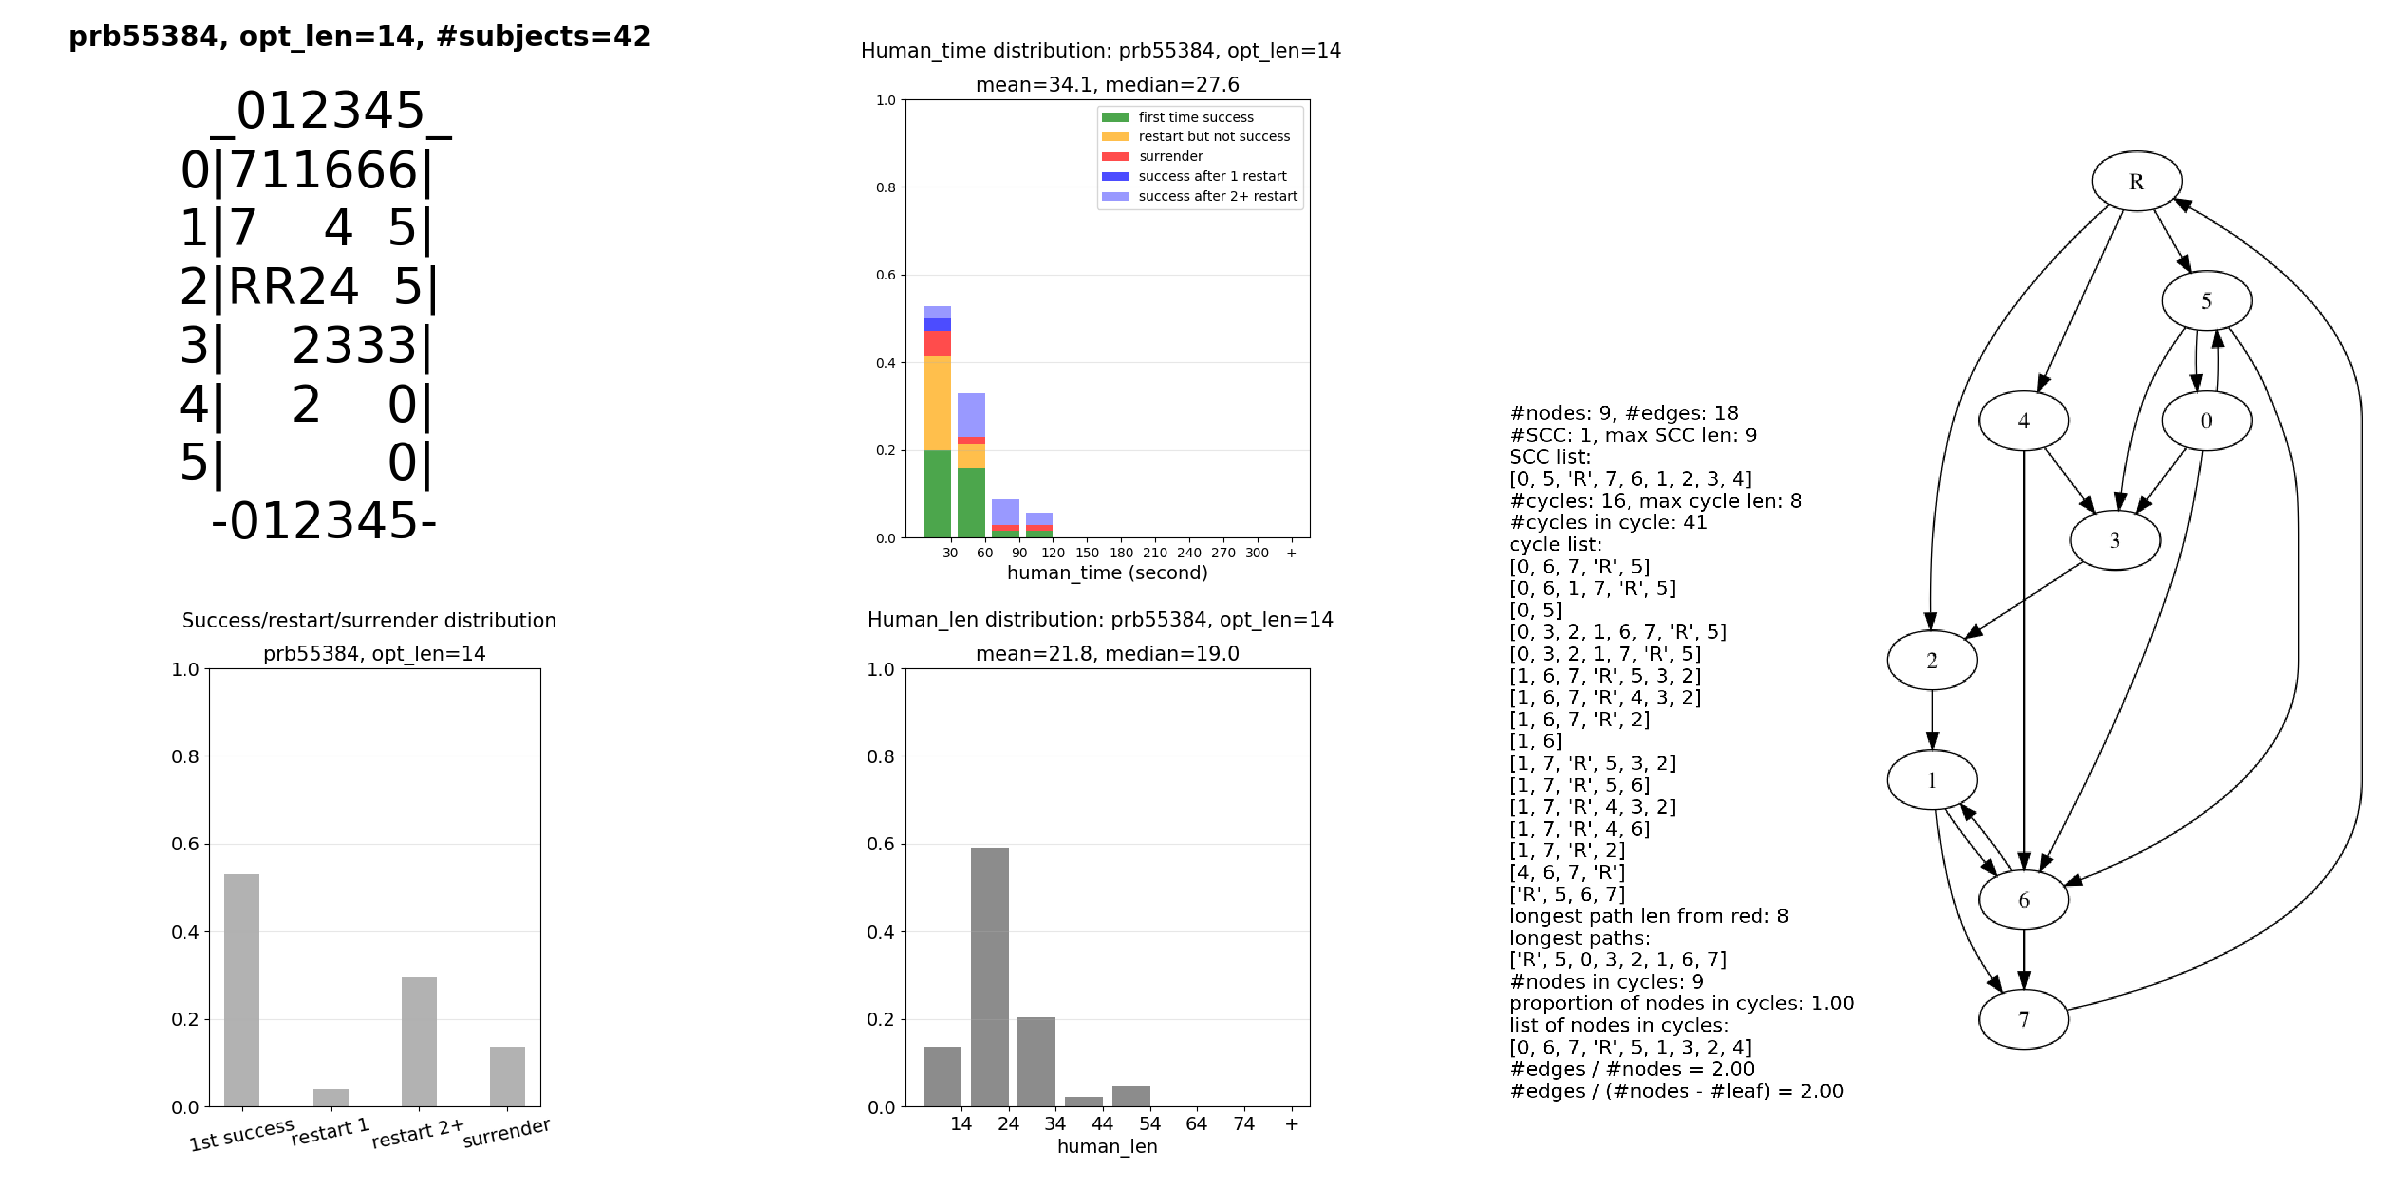 prb55384, opt_len=14, #subjects=42
_012345_
0|711666|
1|7   4  5|
2|RR24  5|
3|    2333|
4|    2    0|
5|          0|
-012345-
Human_time distribution: prb55384, opt_len=14
mean=34.1, median=27.6
1.0
0.8
0.6
0.4
0.2
0.0
first time success
restart but not success
surrender
success after 1 restart
success after 2+ restart
30 60 90 120 150 180 210 240 270 300 +
human_time (second)
Success/restart/surrender distribution
prb55384, opt_len=14
1.0
0.8
0.6
0.4
0.2
0.0
1st success restart 1 restart 2+ surrender
Human_len distribution: prb55384, opt_len=14
mean=21.8, median=19.0
1.0
0.8
0.6
0.4
0.2
0.0
14 24 34 44 54 64 74 +
human_len
#nodes: 9, #edges: 18
#SCC: 1, max SCC len: 9
SCC list:
[0, 5, 'R', 7, 6, 1, 2, 3, 4]
#cycles: 16, max cycle len: 8
#cycles in cycle: 41
cycle list:
[0, 6, 7, 'R', 5]
[0, 6, 1, 7, 'R', 5]
[0, 5]
[0, 3, 2, 1, 6, 7, 'R', 5]
[0, 3, 2, 1, 7, 'R', 5]
[1, 6, 7, 'R', 5, 3, 2]
[1, 6, 7, 'R', 4, 3, 2]
[1, 6, 7, 'R', 2]
[1, 6]
[1, 7, 'R', 5, 3, 2]
[1, 7, 'R', 5, 6]
[1, 7, 'R', 4, 3, 2]
[1, 7, 'R', 4, 6]
[1, 7, 'R', 2]
[4, 6, 7, 'R']
['R', 5, 6, 7]
longest path len from red: 8
longest paths:
['R', 5, 0, 3, 2, 1, 6, 7]
#nodes in cycles: 9
proportion of nodes in cycles: 1.00
list of nodes in cycles:
[0, 6, 7, 'R', 5, 1, 3, 2, 4]
#edges / #nodes = 2.00
#edges / (#nodes - #leaf) = 2.00
R
5
4
0
3
2
1
6
7